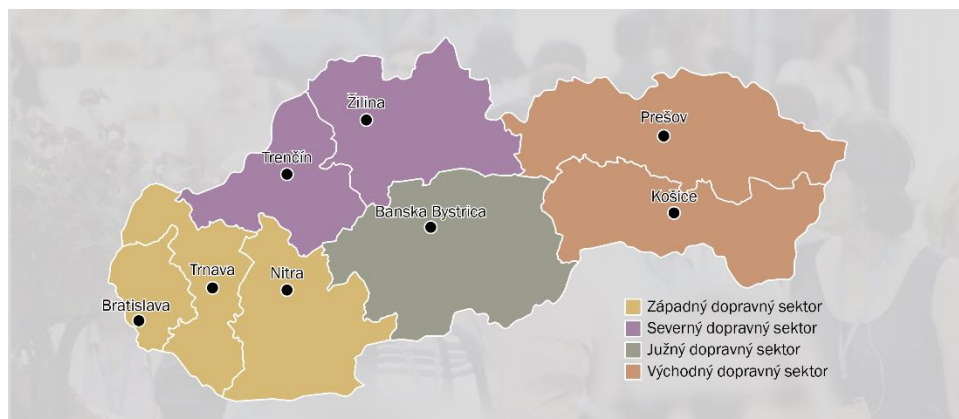 Žilina
Prešov
Trenčín
Košice
Banska Bystrica
Trnava
Nitra
Bratislava
Západný dopravný sektor
Severný dopravný sektor
Južný dopravný sektor
Východný dopravný sektor